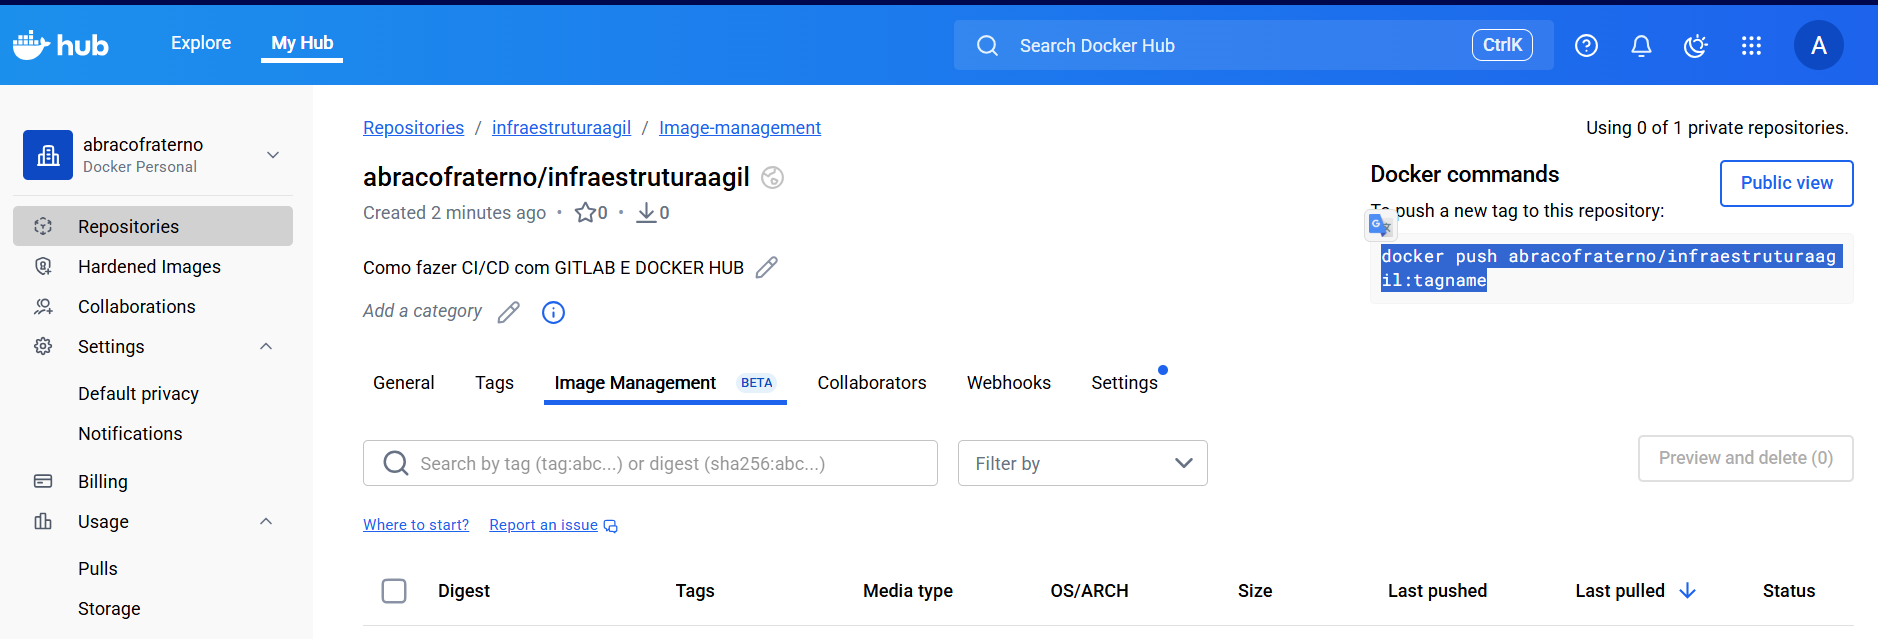 hub
Explore
My Hub
Search Docker Hub
CtrlK
A
abracofraterno
Docker Personal
Repositories
Hardened Images
Collaborations
Settings
Default privacy
Notifications
Billing
Usage
Pulls
Storage
Repositories / infraestruturaagil / Image-management
Using 0 of 1 private repositories.
abracofraterno/infraestruturaagil
Created 2 minutes ago • 0 • 0
Como fazer CI/CD com GITLAB E DOCKER HUB
Add a category
Docker commands
Public view
To push a new tag to this repository:
docker push abracofraterno/infraestruturaag
il:tagname
General
Tags
Image Management BETA
Collaborators
Webhooks
Settings
Search by tag (tag:abc...) or digest (sha256:abc...)
Filter by
Preview and delete (0)
Where to start?
Report an issue
Digest
Tags
Media type
OS/ARCH
Size
Last pushed
Last pulled
Status